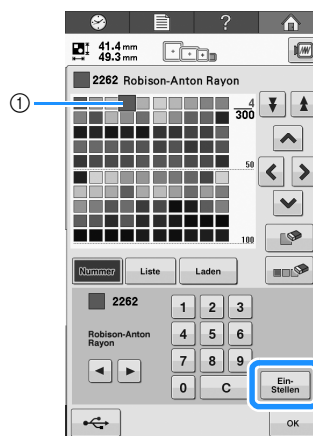 ?
41.4 mm
49.3 mm
2262 Robison-Anton Rayon
①
4
300
50
100
Nummer Liste Laden
2262
1 2 3
Robison-Anton
Rayon
4 5 6
7 8 9
0 C
Ein-
Stellen
OK